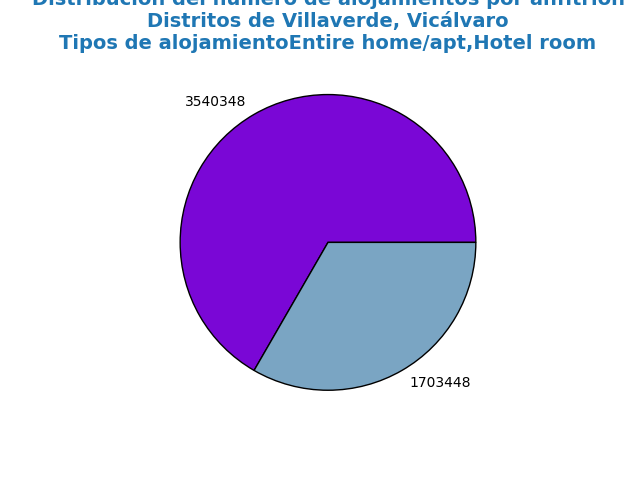 Distribución del número de alojamientos por anfitrión
Distritos de Villaverde, Vicálvaro
Tipos de alojamientoEntire home/apt,Hotel room
3540348
1703448